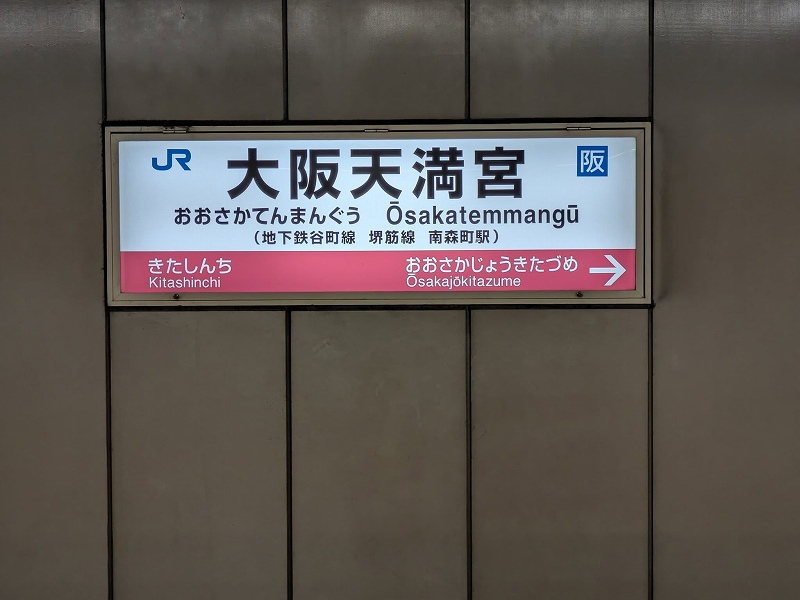 JR 大阪天満宮 阪
おおさかてんまんぐう Ōsakatemmangū
(地下鉄谷町線 堺筋線 南森町駅)
きたしんち おおさかじょうきたづめ →
Kitashinchi Ōsakajōkitazume